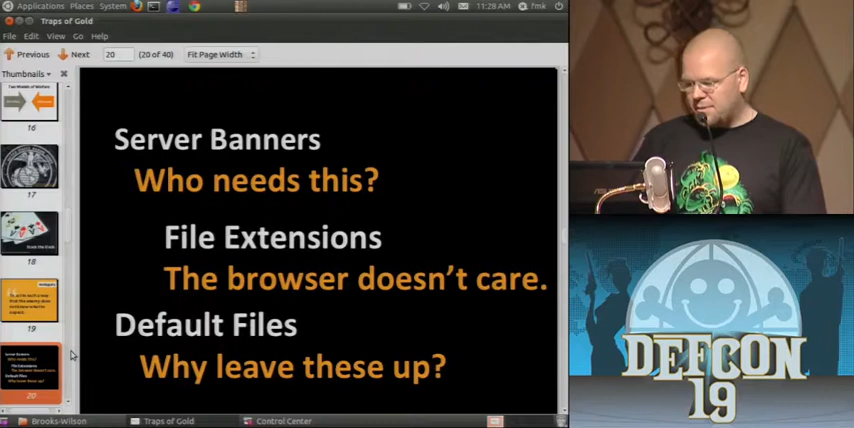 Applications Places System
11:28 AM
fmk
Traps of Gold
File Edit View Go Help
Previous Next 20 (20 of 40) Fit Page Width
Thumbnails
16
17
18
19
20
Server Banners
Who needs this?
File Extensions
The browser doesn't care.
Default Files
Why leave these up?
Brooks-Wilson
Traps of Gold
Control Center
DEFCON
19